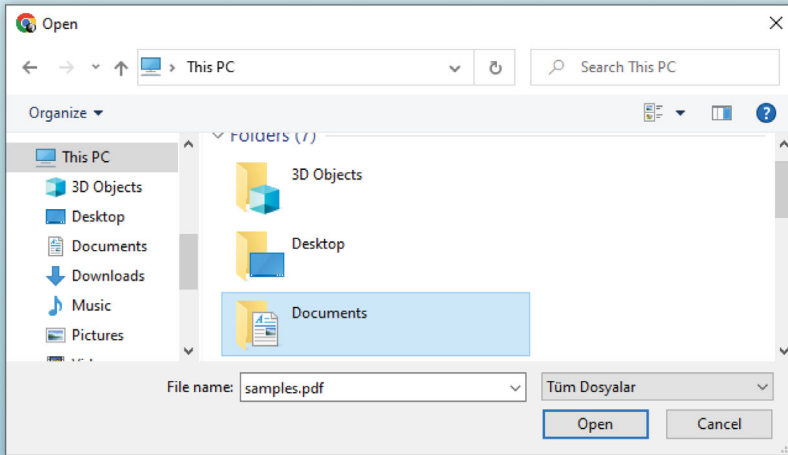 Open
This PC
Search This PC
Organize
This PC
3D Objects
Desktop
Documents
Downloads
Music
Pictures
Folders (7)
3D Objects
Desktop
Documents
File name: samples.pdf
Tüm Dosyalar
Open
Cancel